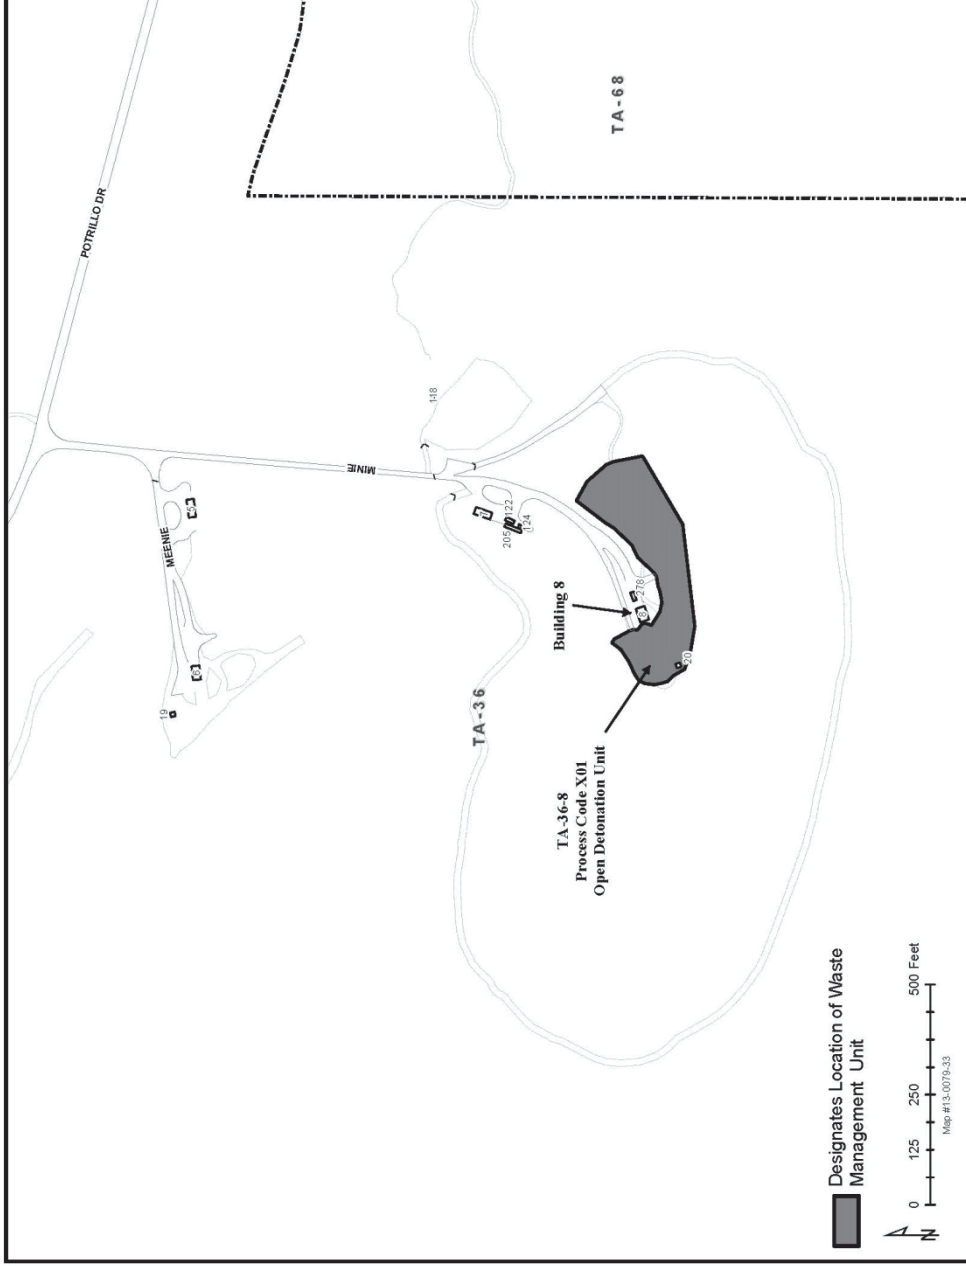 POTRILLO DR
TA-68
118
MINIE
MEENIE
5
6
19
1
122
205
124
Building 8
278
8
20
TA-36
TA-36-8
Process Code X01
Open Detonation Unit
Designates Location of Waste
Management Unit
0 125 250 500 Feet
N
Map #13-0079-33